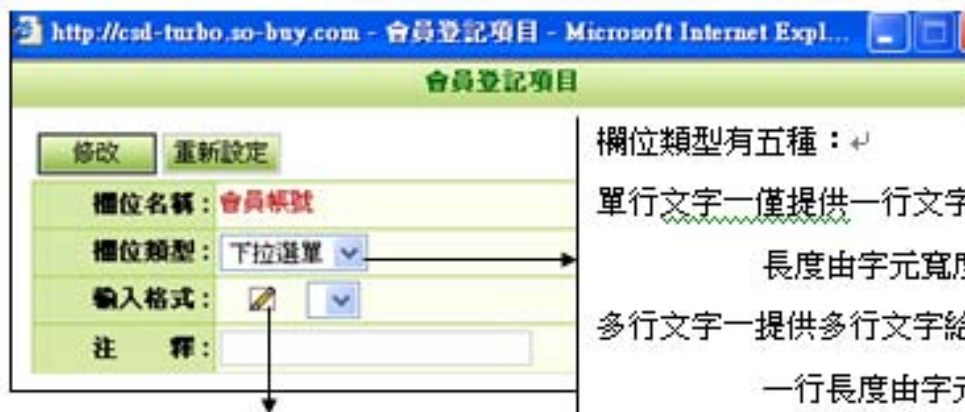 http://csd-turbo.so-buy.com - 會員登記項目 - Microsoft Internet Expl...
會員登記項目
修改 重新設定
欄位名稱：會員帳號
欄位類型：下拉選單
輸入格式：
注 釋：
欄位類型有五種：↵
單行文字—僅提供一行文字
長度由字元寬度
多行文字—提供多行文字給
一行長度由字元